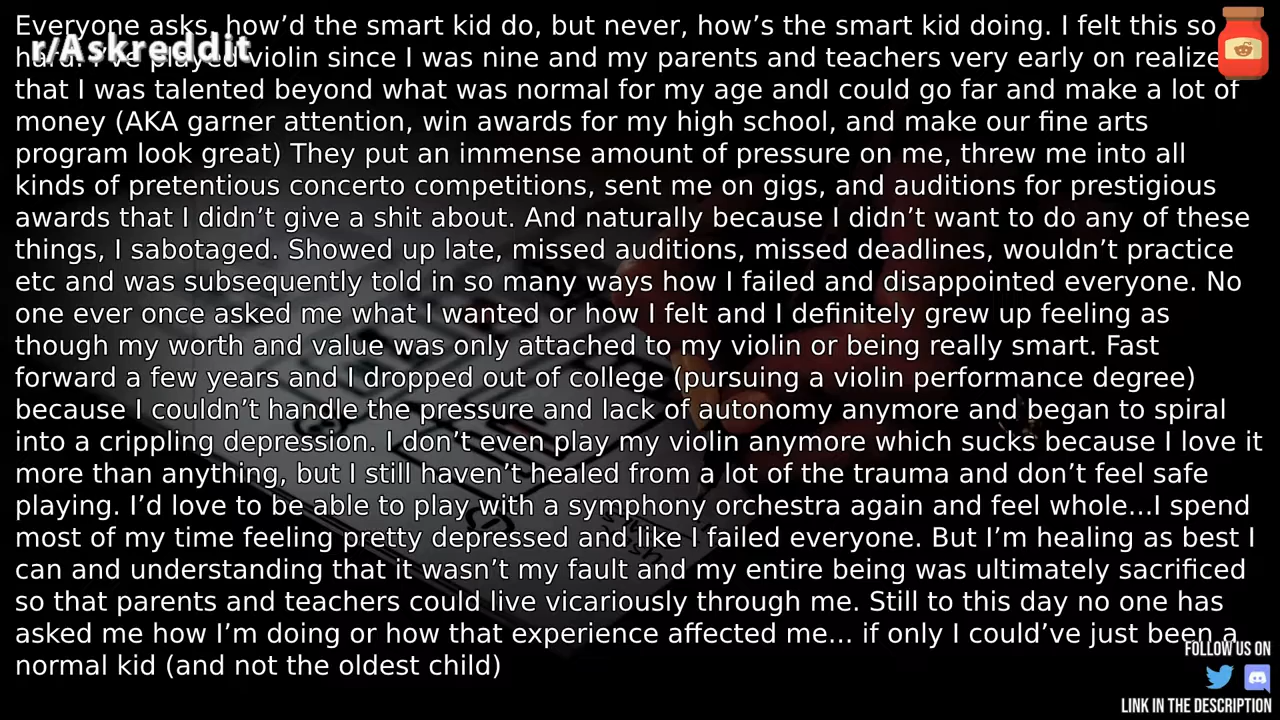 Everyone asks, how’d the smart kid do, but never, how’s the smart kid doing. I felt this so
r/Askreddit
played violin since I was nine and my parents and teachers very early on realize
that I was talented beyond what was normal for my age andI could go far and make a lot of
money (AKA garner attention, win awards for my high school, and make our fine arts
program look great) They put an immense amount of pressure on me, threw me into all
kinds of pretentious concerto competitions, sent me on gigs, and auditions for prestigious
awards that I didn’t give a shit about. And naturally because I didn’t want to do any of these
things, I sabotaged. Showed up late, missed auditions, missed deadlines, wouldn’t practice
etc and was subsequently told in so many ways how I failed and disappointed everyone. No
one ever once asked me what I wanted or how I felt and I definitely grew up feeling as
though my worth and value was only attached to my violin or being really smart. Fast
forward a few years and I dropped out of college (pursuing a violin performance degree)
because I couldn’t handle the pressure and lack of autonomy anymore and began to spiral
into a crippling depression. I don’t even play my violin anymore which sucks because I love it
more than anything, but I still haven’t healed from a lot of the trauma and don’t feel safe
playing. I’d love to be able to play with a symphony orchestra again and feel whole...I spend
most of my time feeling pretty depressed and like I failed everyone. But I’m healing as best I
can and understanding that it wasn’t my fault and my entire being was ultimately sacrificed
so that parents and teachers could live vicariously through me. Still to this day no one has
asked me how I’m doing or how that experience affected me... if only I could’ve just been a
normal kid (and not the oldest child)
FOLLOW US ON
LINK IN THE DESCRIPTION